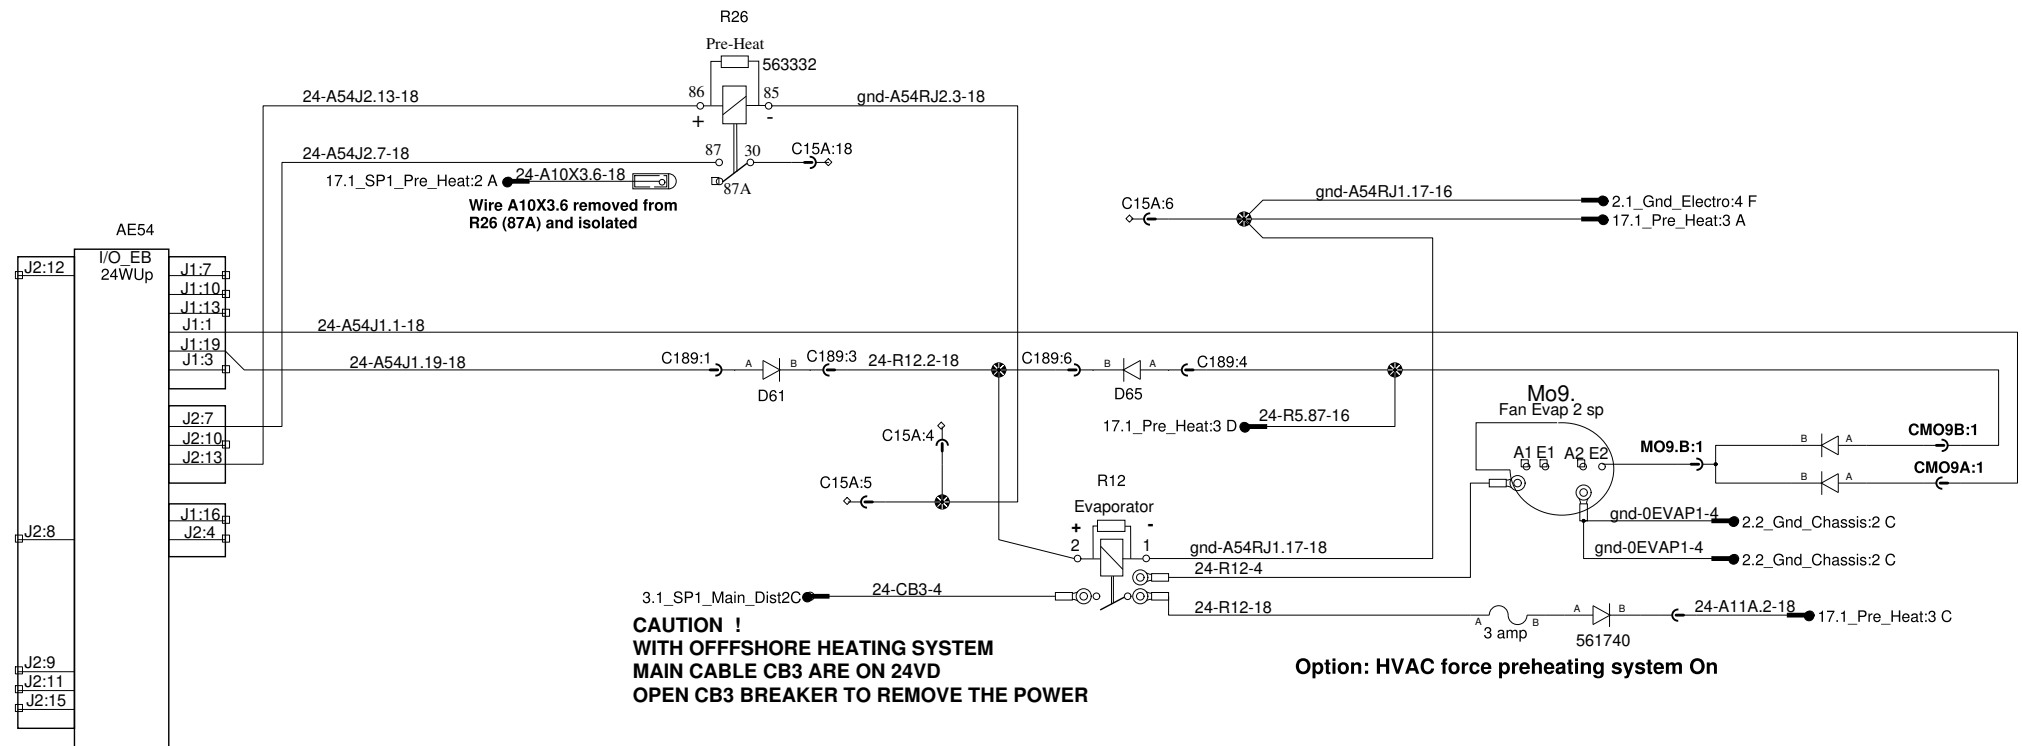 R26
Pre-Heat
563332
24-A54J2.13-18
86
85
gnd-A54RJ2.3-18
+
-
24-A54J2.7-18
87
30
C15A:18
17.1_SP1_Pre_Heat:2 A
24-A10X3.6-18
87A
Wire A10X3.6 removed from
R26 (87A) and isolated
gnd-A54RJ1.17-16
2.1_Gnd_Electro:4 F
C15A:6
17.1_Pre_Heat:3 A
AE54
I/O_EB
24WUp
J2:12
J1:7
J1:10
J1:13
J1:1
24-A54J1.1-18
J1:19
J1:3
24-A54J1.19-18
C189:1
A
B
D61
C189:3
24-R12.2-18
C189:6
B
A
D65
C189:4
17.1_Pre_Heat:3 D
24-R5.87-16
Mo9.
Fan Evap 2 sp
A1 E1
A2 E2
MO9.B:1
B
A
CMO9B:1
B
A
CMO9A:1
J2:7
J2:10
J2:13
C15A:4
C15A:5
R12
Evaporator
+
-
2
1
gnd-A54RJ1.17-18
24-R12-4
gnd-0EVAP1-4
2.2_Gnd_Chassis:2 C
gnd-0EVAP1-4
2.2_Gnd_Chassis:2 C
J1:16
J2:4
J2:8
3.1_SP1_Main_Dist2C
24-CB3-4
24-R12-18
A
B
3 amp
A
B
561740
24-A11A.2-18
17.1_Pre_Heat:3 C
CAUTION !
WITH OFFFSHORE HEATING SYSTEM
MAIN CABLE CB3 ARE ON 24VD
OPEN CB3 BREAKER TO REMOVE THE POWER
Option: HVAC force preheating system On
J2:9
J2:11
J2:15